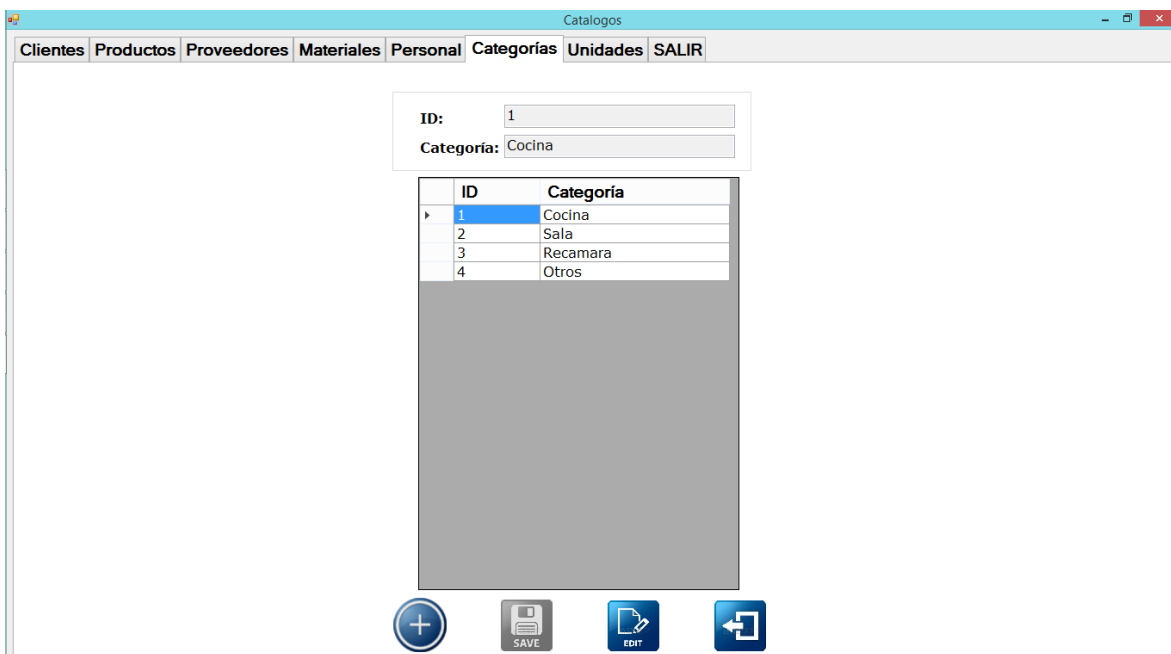 Catalogos
Clientes Productos Proveedores Materiales Personal Categorías Unidades SALIR
ID: 1
Categoría: Cocina
ID Categoría
1 Cocina
2 Sala
3 Recamara
4 Otros
SAVE EDIT